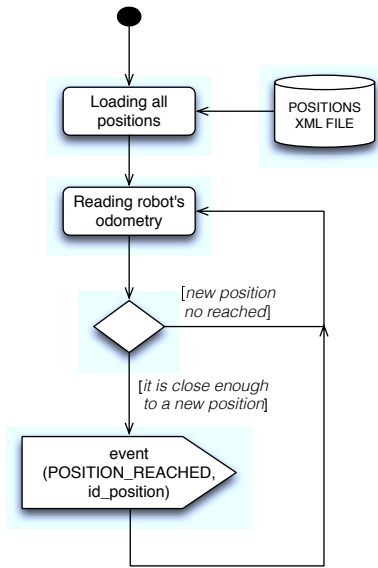 Loading all
positions
POSITIONS
XML FILE
Reading robot's
odometry
[new position
no reached]
[it is close enough
to a new position]
event
(POSITION_REACHED,
id_position)